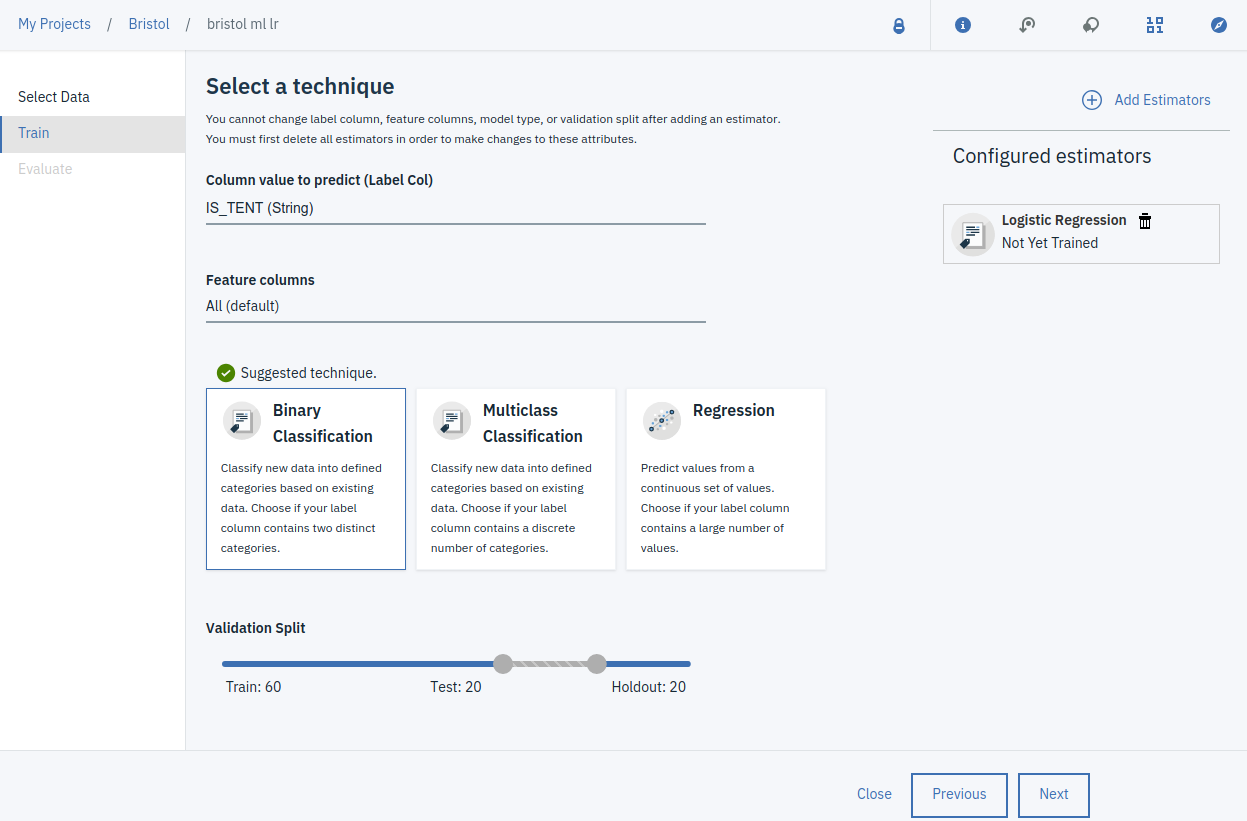 My Projects / Bristol / bristol ml lr
Select Data
Train
Evaluate
Select a technique
You cannot change label column, feature columns, model type, or validation split after adding an estimator.
You must first delete all estimators in order to make changes to these attributes.
Column value to predict (Label Col)
IS_TENT (String)
Feature columns
All (default)
Suggested technique.
Binary
Classification
Classify new data into defined
categories based on existing
data. Choose if your label
column contains two distinct
categories.
Multiclass
Classification
Classify new data into defined
categories based on existing
data. Choose if your label
column contains a discrete
number of categories.
Regression
Predict values from a
continuous set of values.
Choose if your label column
contains a large number of
values.
Validation Split
Train: 60
Test: 20
Holdout: 20
Add Estimators
Configured estimators
Logistic Regression
Not Yet Trained
Close
Previous
Next